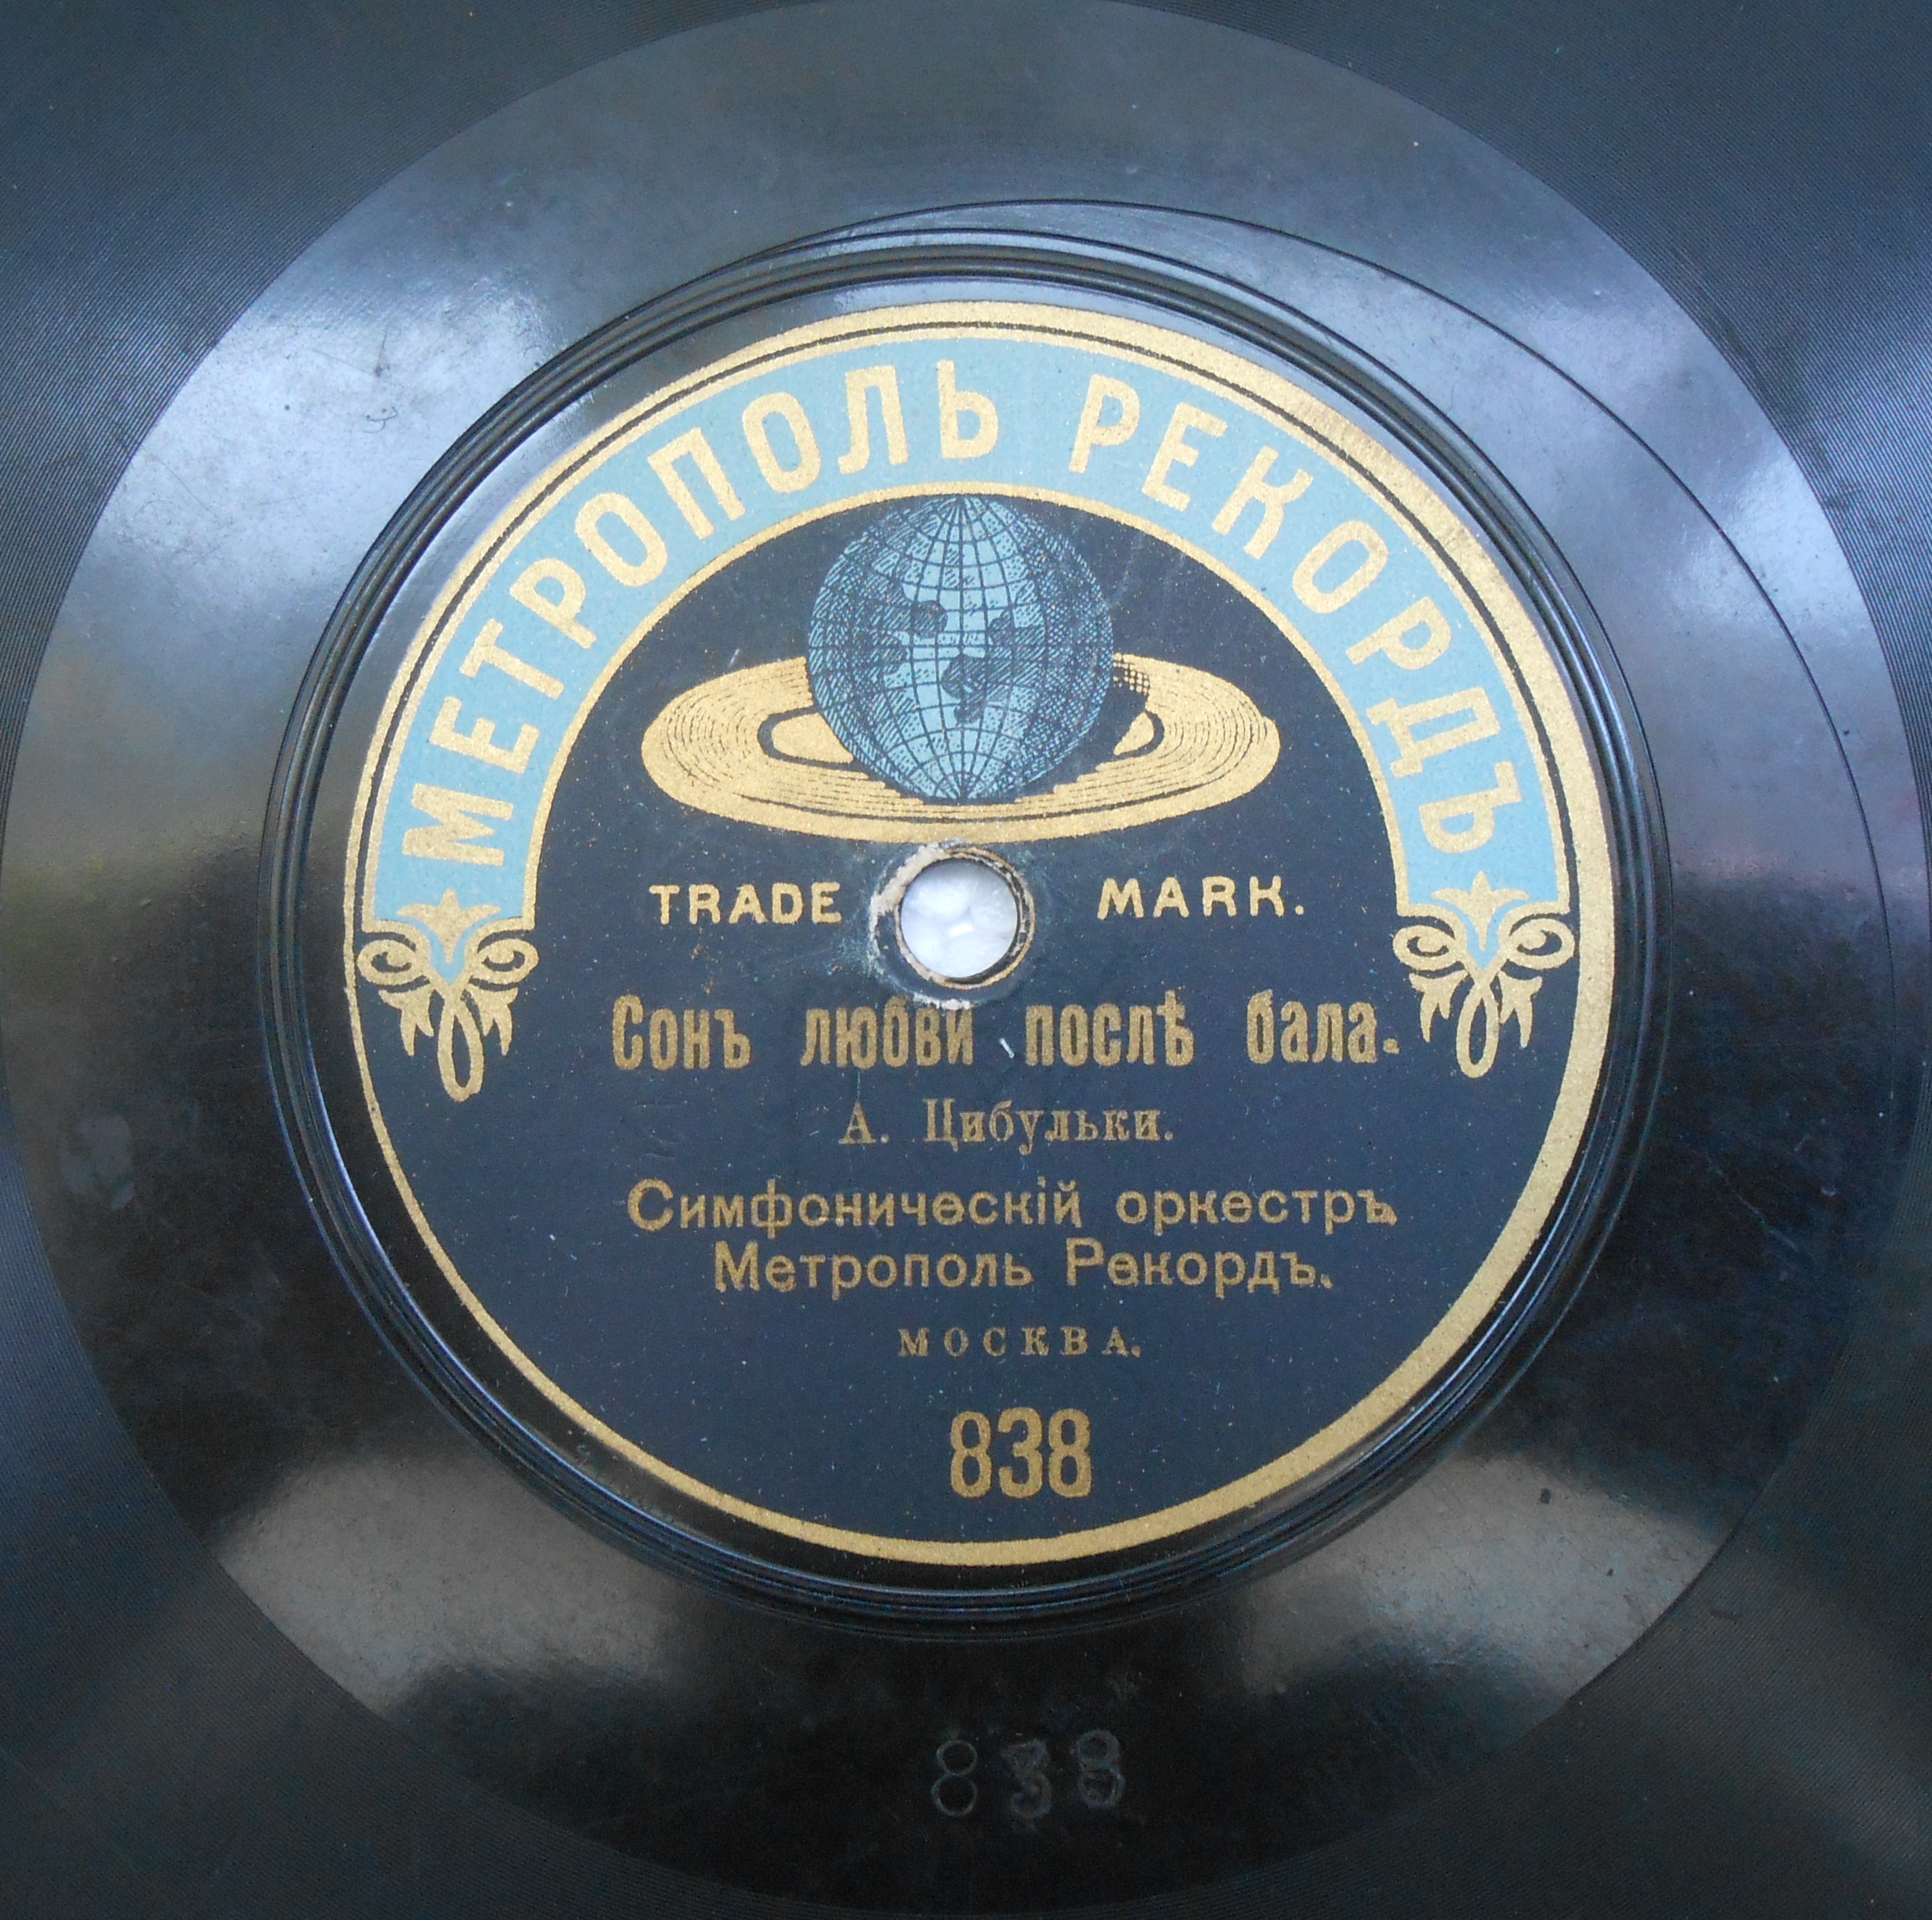 МЕТРОПОЛЬ РЕКОРДЪ
TRADE MARK.
Сонъ любви послѣ бала.
А. Цибульки.
Симфоническій оркестръ
Метрополь Рекордъ.
МОСКВА.
838
838